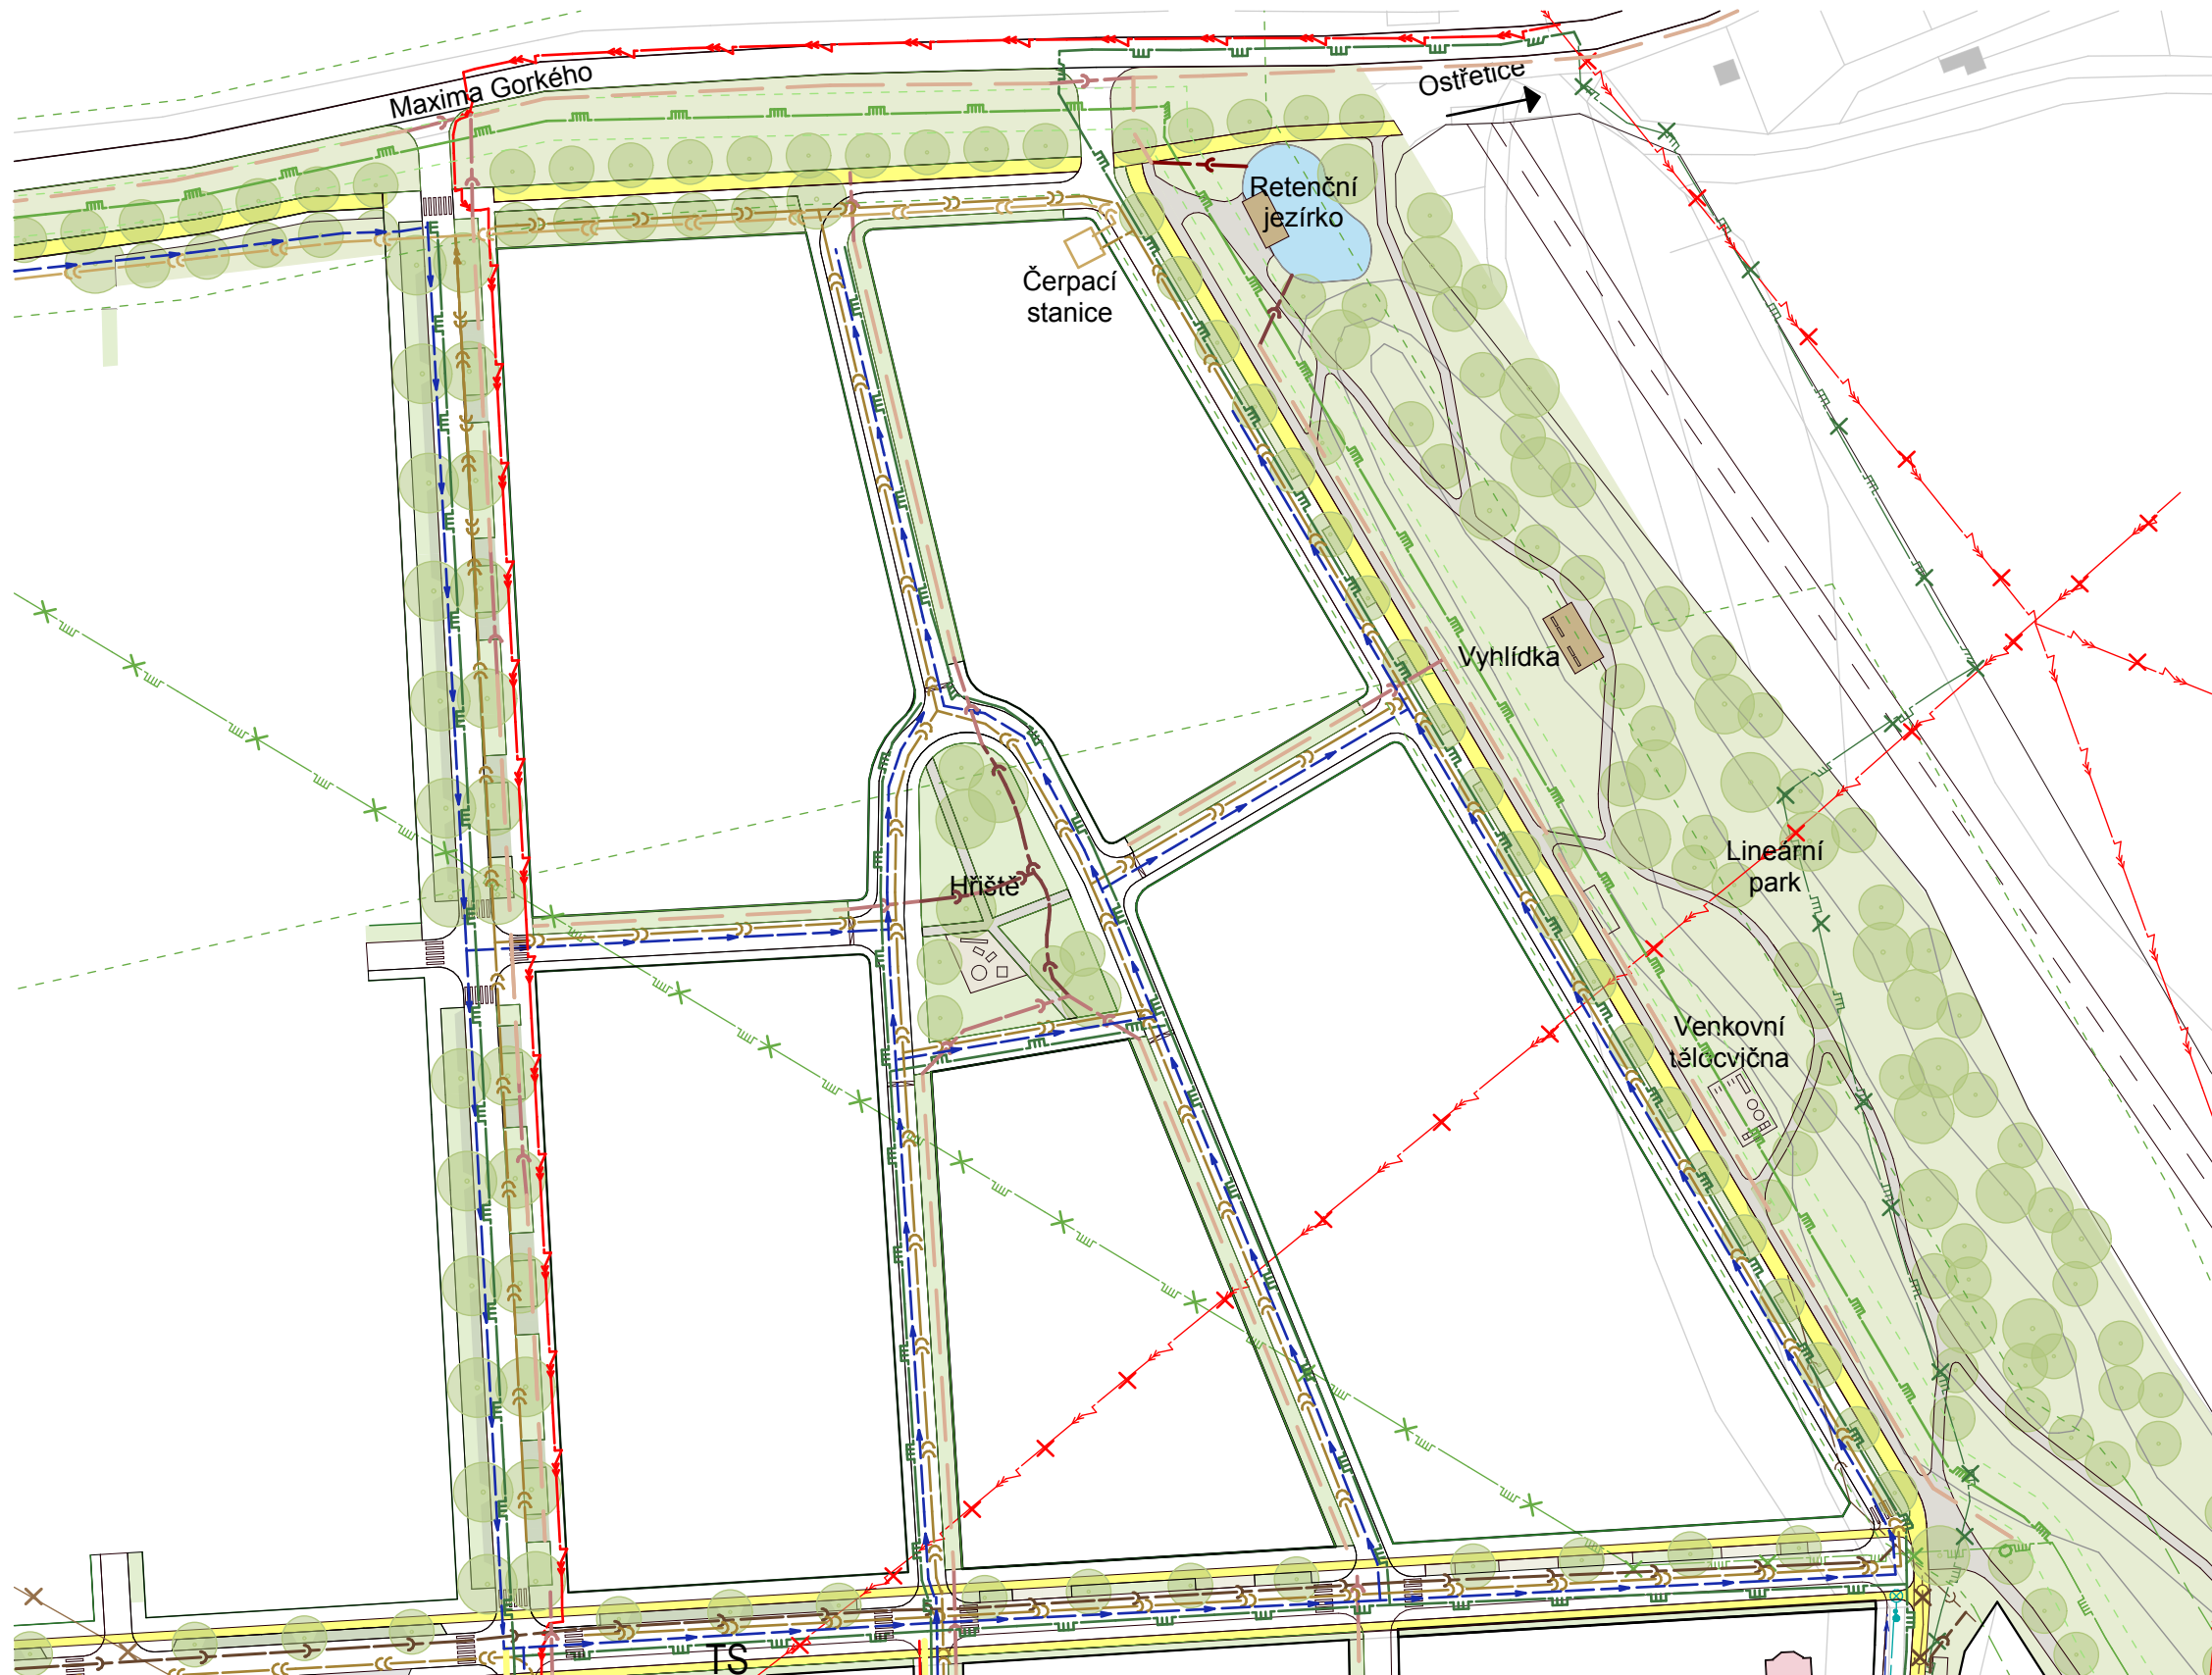 Maxima Gorkého
Ostřetice
Retenční
jezírko
Čerpací
stanice
Vyhlídka
Lineární
park
Hřiště
Venkovní
tělocvična
TS